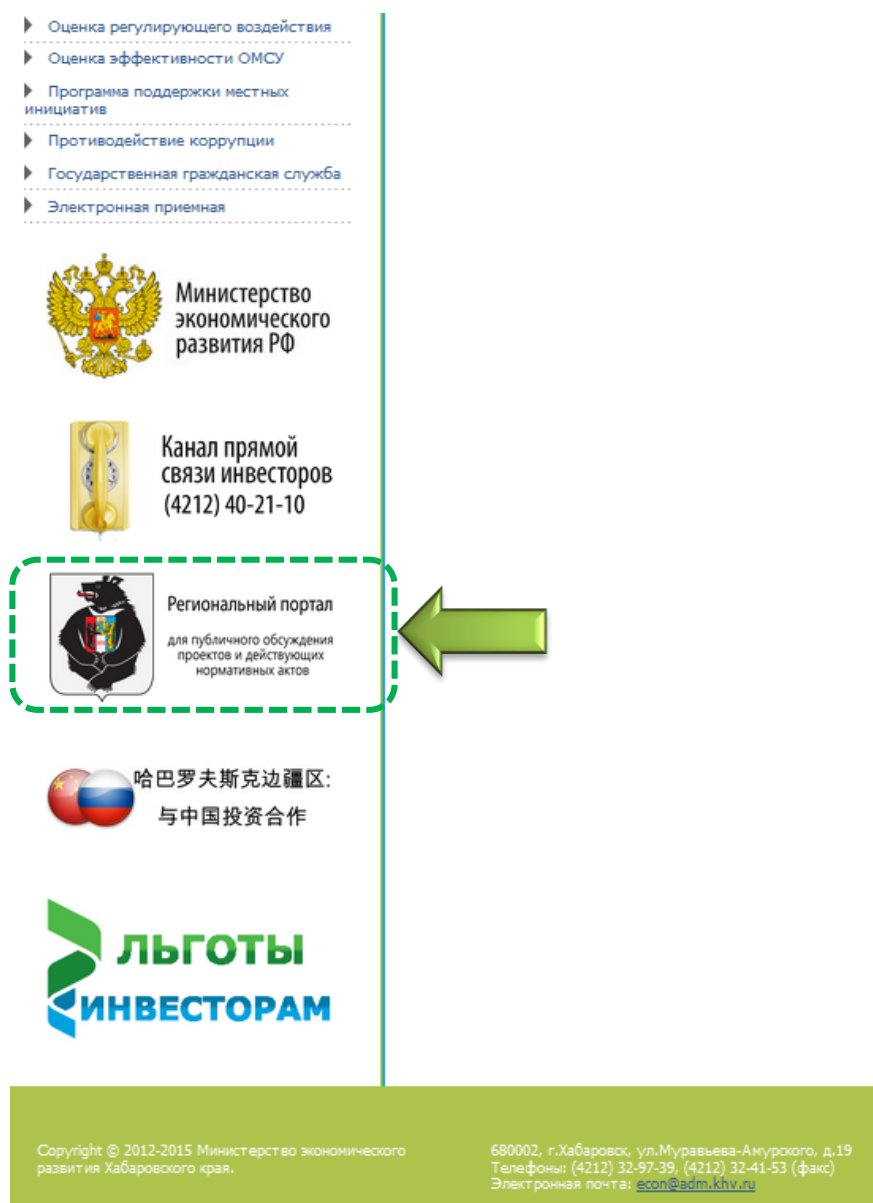 Оценка регулирующего воздействия
Оценка эффективности ОМСУ
Программа поддержки местных
инициатив
Противодействие коррупции
Государственная гражданская служба
Электронная приемная
Министерство
экономического
развития РФ
Канал прямой
связи инвесторов
(4212) 40-21-10
Региональный портал
для публичного обсуждения
проектов и действующих
нормативных актов
哈巴罗夫斯克边疆区:
与中国投资合作
ЛЬГОТЫ
ИНВЕСТОРАМ
Copyright © 2012-2015 Министерство экономического
развития Хабаровского края.
680002, г.Хабаровск, ул.Муравьева-Амурского, д.19
Телефоны: (4212) 32-97-39, (4212) 32-41-53 (факс)
Электронная почта: econ@adm.khv.ru